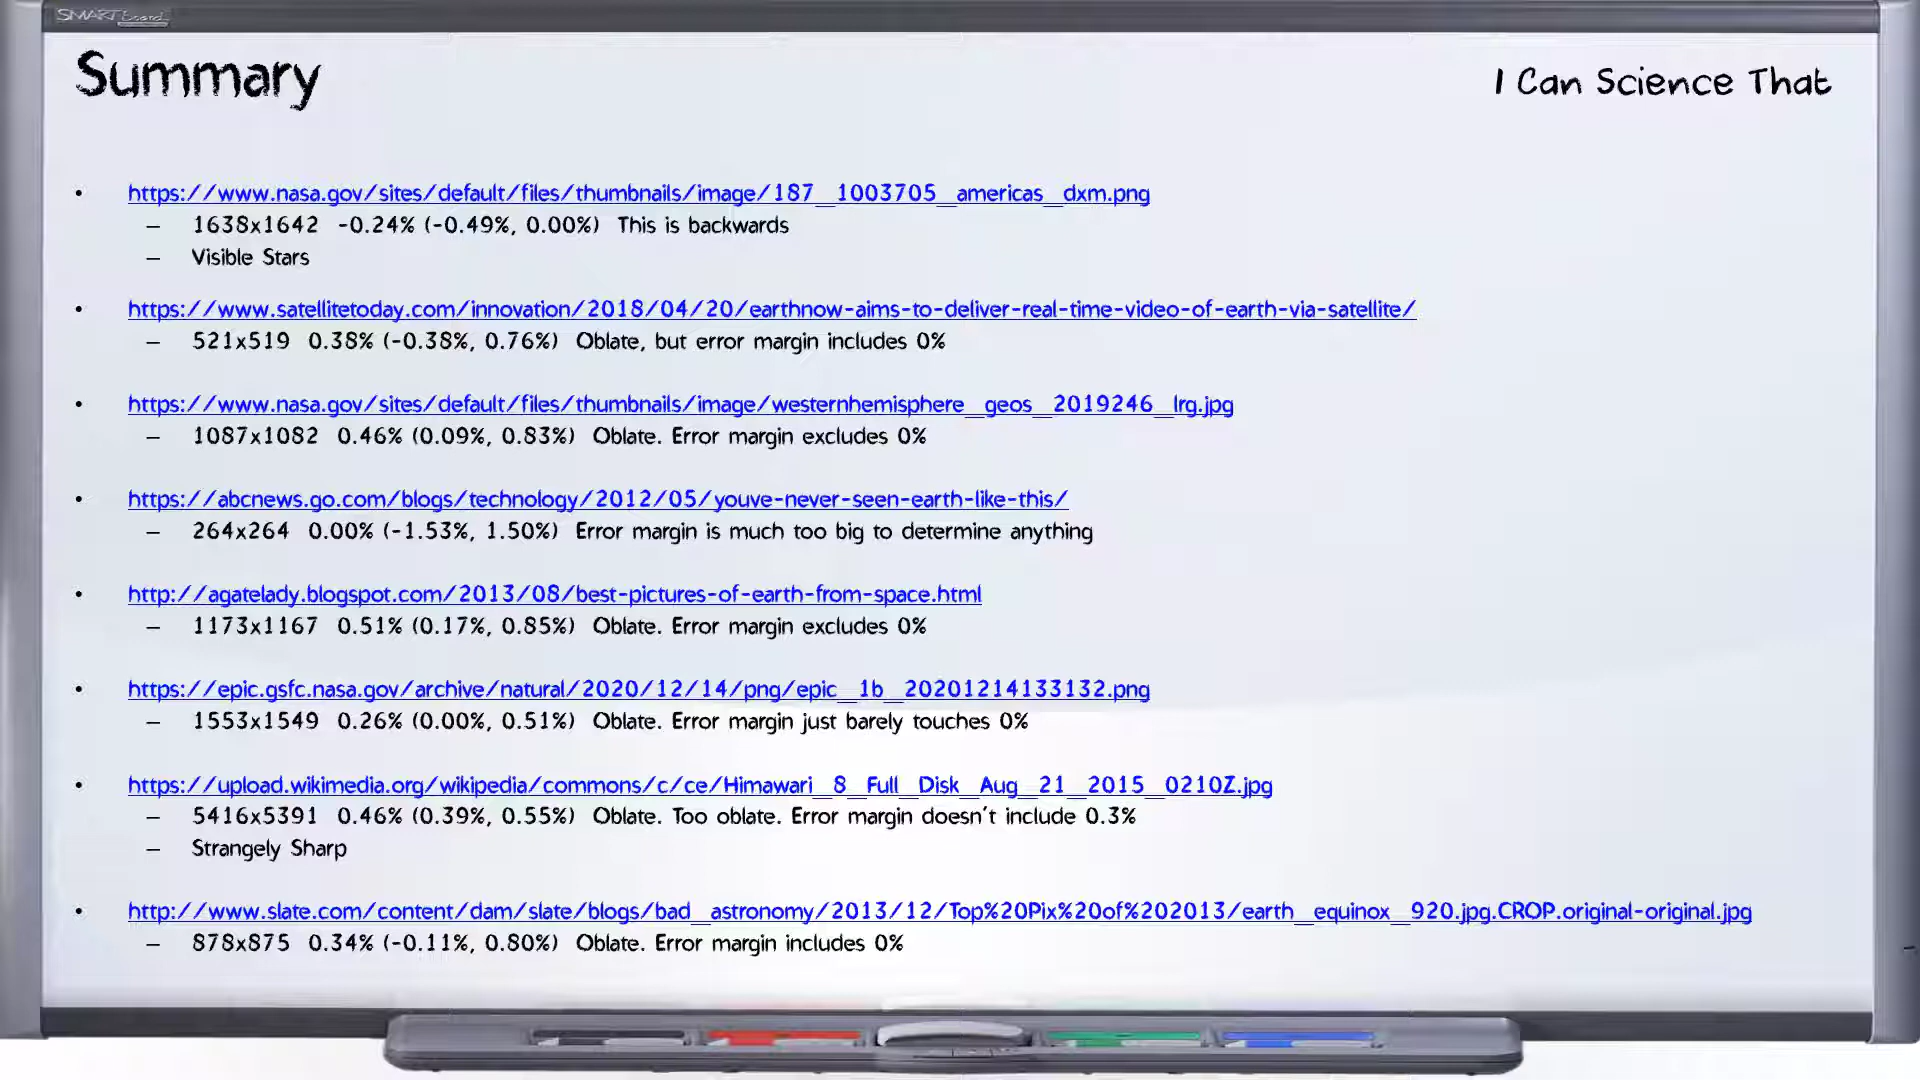 SMART Board
Summary
I Can Science That
• https://www.nasa.gov/sites/default/files/thumbnails/image/187_1003705_americas_dxm.png
– 1638x1642 -0.24% (-0.49%, 0.00%) This is backwards
– Visible Stars
• https://www.satellitetoday.com/innovation/2018/04/20/earthnow-aims-to-deliver-real-time-video-of-earth-via-satellite/
– 521x519 0.38% (-0.38%, 0.76%) Oblate, but error margin includes 0%
• https://www.nasa.gov/sites/default/files/thumbnails/image/westernhemisphere_geos_2019246_lrg.jpg
– 1087x1082 0.46% (0.09%, 0.83%) Oblate. Error margin excludes 0%
• https://abcnews.go.com/blogs/technology/2012/05/youve-never-seen-earth-like-this/
– 264x264 0.00% (-1.53%, 1.50%) Error margin is much too big to determine anything
• http://agatelady.blogspot.com/2013/08/best-pictures-of-earth-from-space.html
– 1173x1167 0.51% (0.17%, 0.85%) Oblate. Error margin excludes 0%
• https://epic.gsfc.nasa.gov/archive/natural/2020/12/14/png/epic_1b_20201214133132.png
– 1553x1549 0.26% (0.00%, 0.51%) Oblate. Error margin just barely touches 0%
• https://upload.wikimedia.org/wikipedia/commons/c/ce/Himawari_8_Full_Disk_Aug_21_2015_0210Z.jpg
– 5416x5391 0.46% (0.39%, 0.55%) Oblate. Too oblate. Error margin doesn't include 0.3%
– Strangely Sharp
• http://www.slate.com/content/dam/slate/blogs/bad_astronomy/2013/12/Top%20Pix%20of%202013/earth_equinox_920.jpg.CROP.original-original.jpg
– 878x875 0.34% (-0.11%, 0.80%) Oblate. Error margin includes 0%